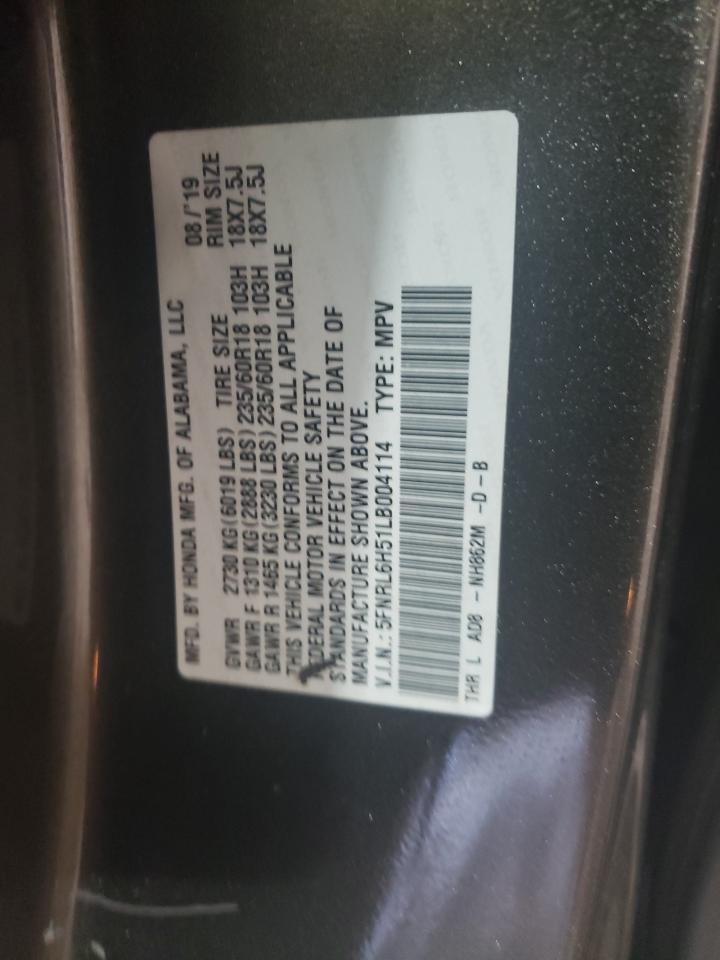 MFD. BY HONDA MFG. OF ALABAMA, LLC 08/'19
GVWR 2730 KG(6019 LBS) TIRE SIZE RIM SIZE
GAWR F 1310 KG(2888 LBS)235/60R18 103H 18X7.5J
GAWR R 1465 KG(3230 LBS)235/60R18 103H 18X7.5J
THIS VEHICLE CONFORMS TO ALL APPLICABLE
FEDERAL MOTOR VEHICLE SAFETY
STANDARDS IN EFFECT ON THE DATE OF
MANUFACTURE SHOWN ABOVE.
V.I.N.: 5FNRL6H51LB004114 TYPE: MPV
THR L AD8 -NH862M -D-B